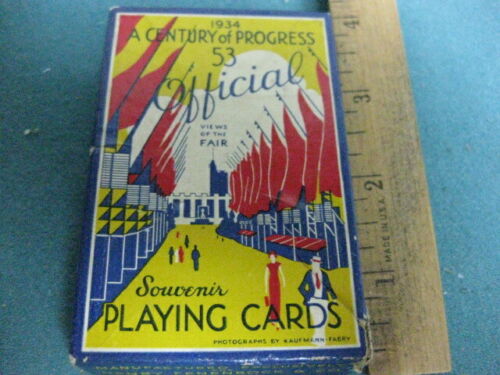 1934
A CENTURY of PROGRESS
53
Official
VIEWS
OF THE
FAIR
Souvenir
PLAYING CARDS
PHOTOGRAPHS BY KAUFMANN-FABRY
4
3
2
1
MADE IN U.S.A.